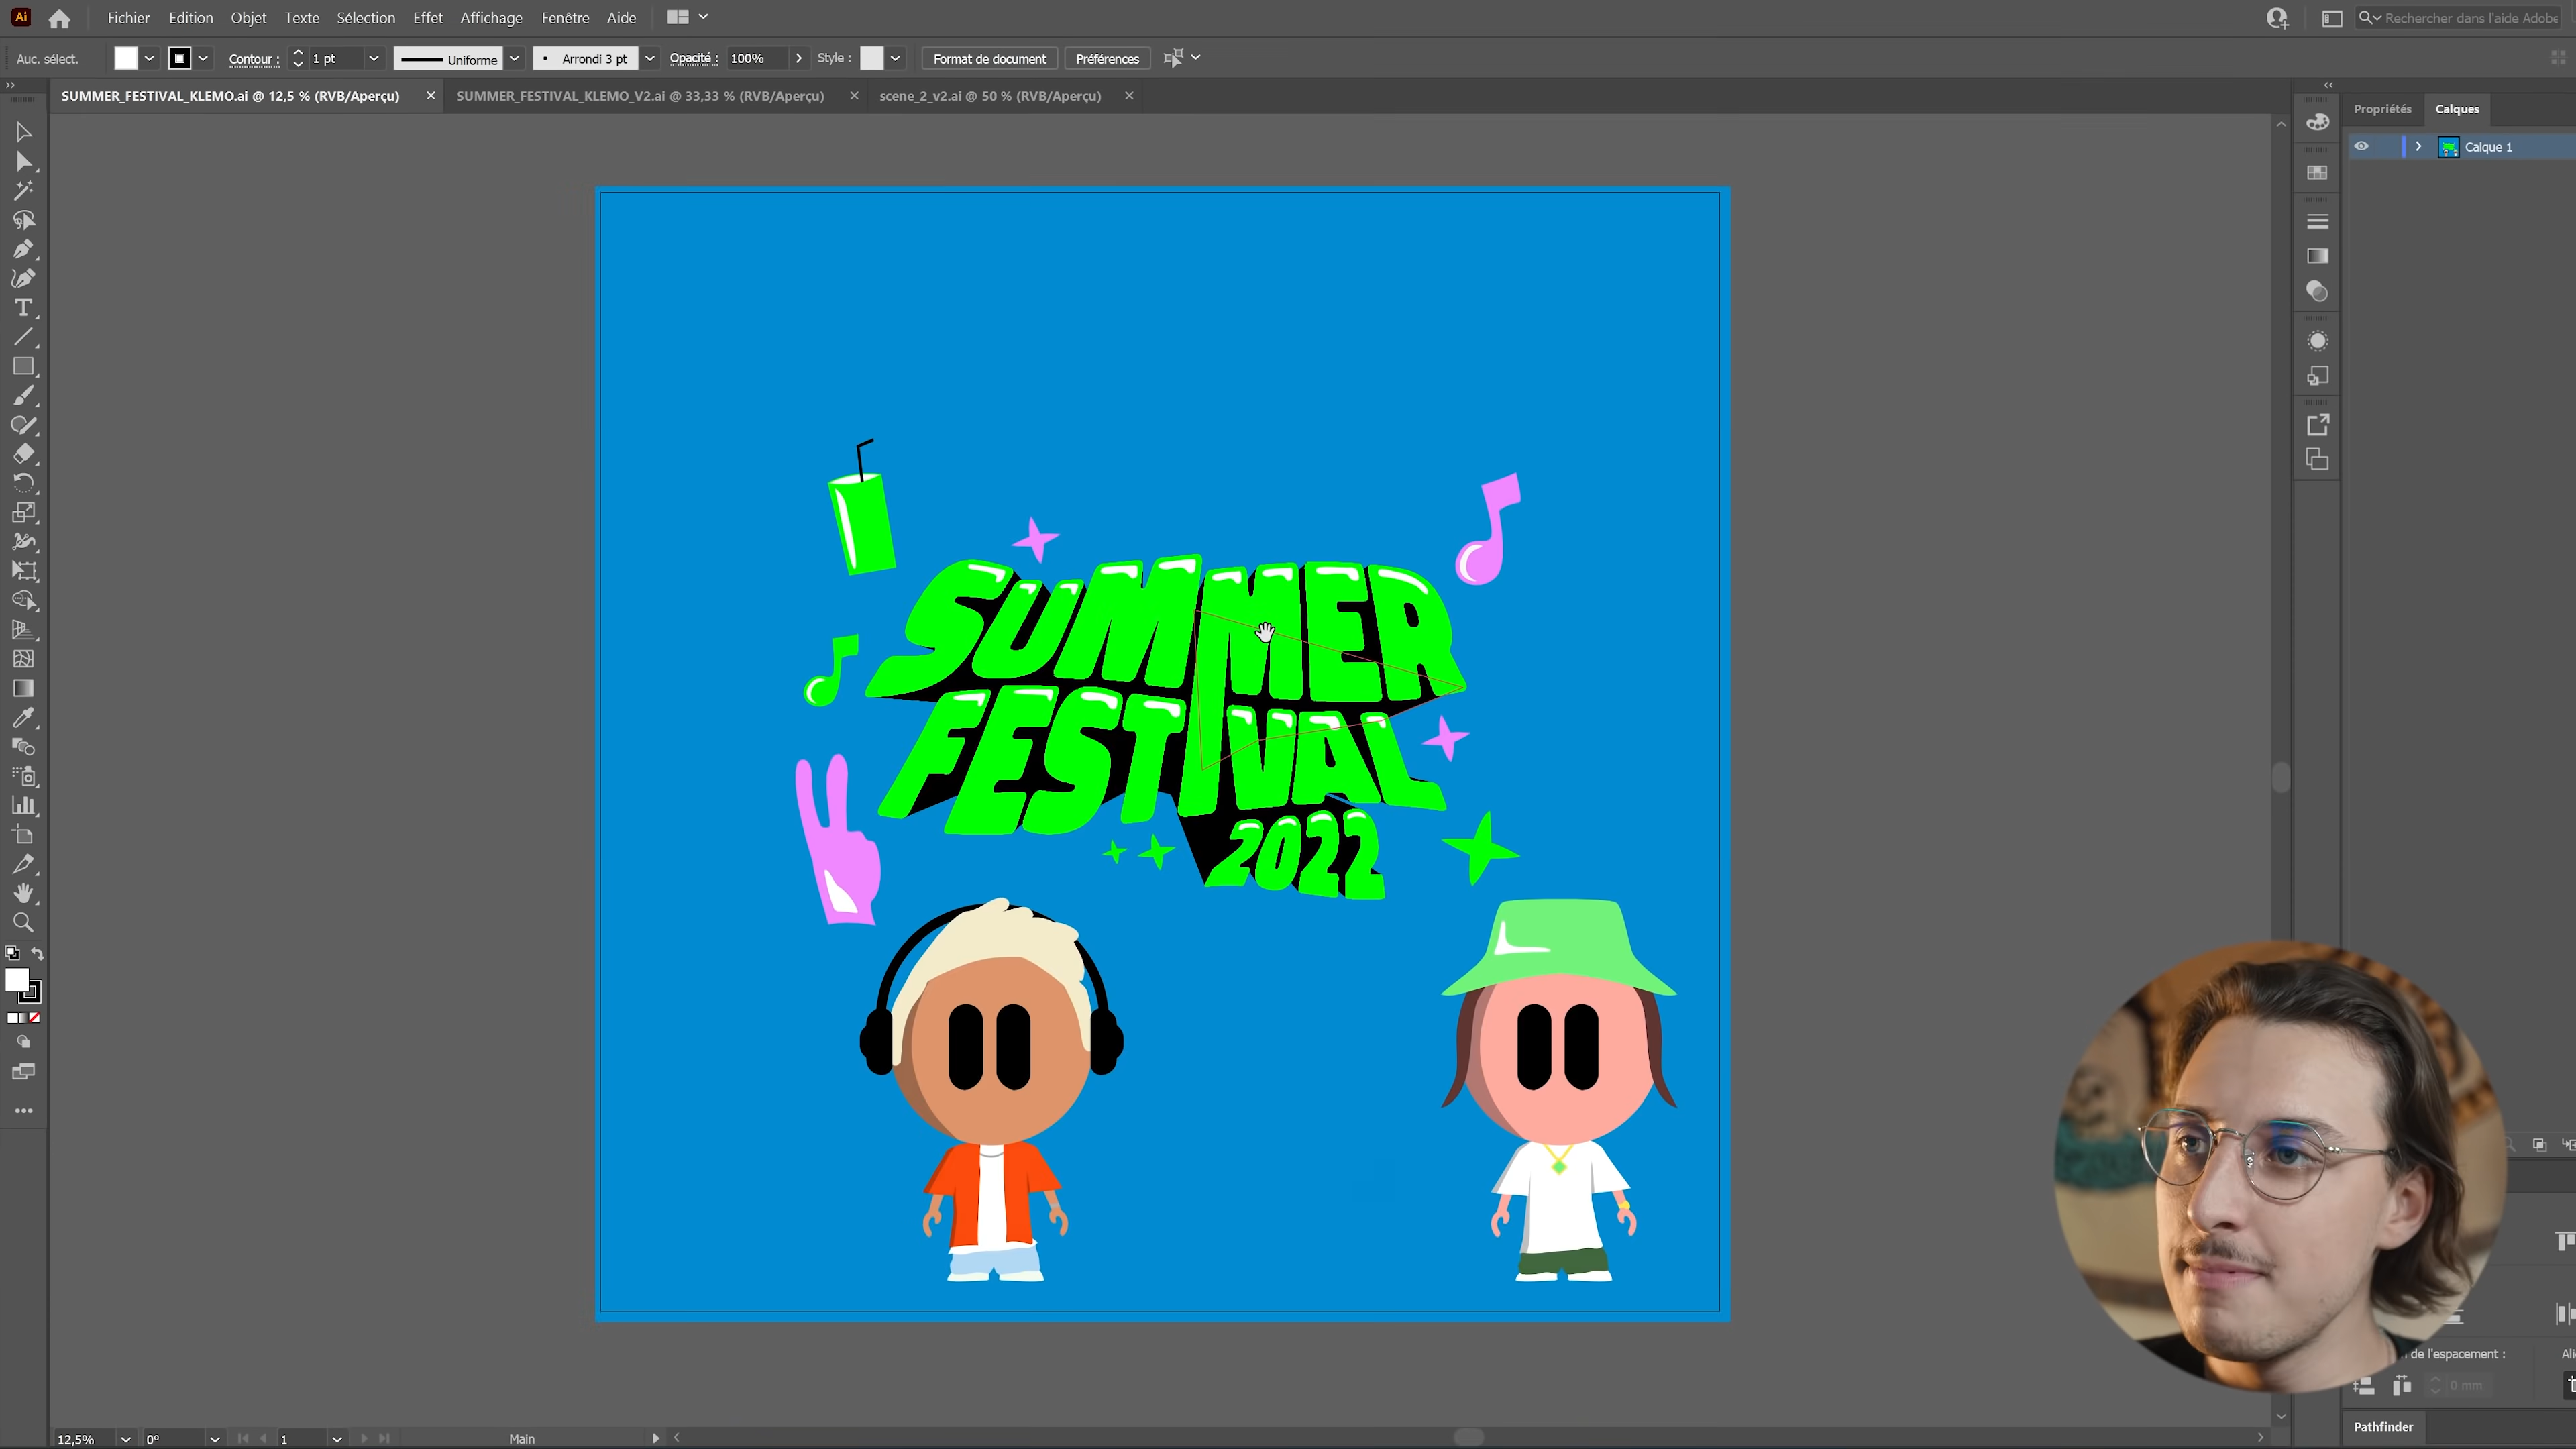 Ai Fichier Edition Objet Texte Sélection Effet Affichage Fenêtre Aide Rechercher dans l'aide Adobe
Auc. sélect. Contour : 1 pt Uniforme Arrondi 3 pt Opacité : 100% Style : Format de document Préférences
SUMMER_FESTIVAL_KLEMO.ai @ 12,5 % (RVB/Aperçu) SUMMER_FESTIVAL_KLEMO_V2.ai @ 33,33 % (RVB/Aperçu) scene_2_v2.ai @ 50 % (RVB/Aperçu)
Propriétés Calques
Calque 1
SUMMER
FESTIVAL
2022
de l'espacement :
0 mm
Pathfinder
12,5% 0° 1 Main